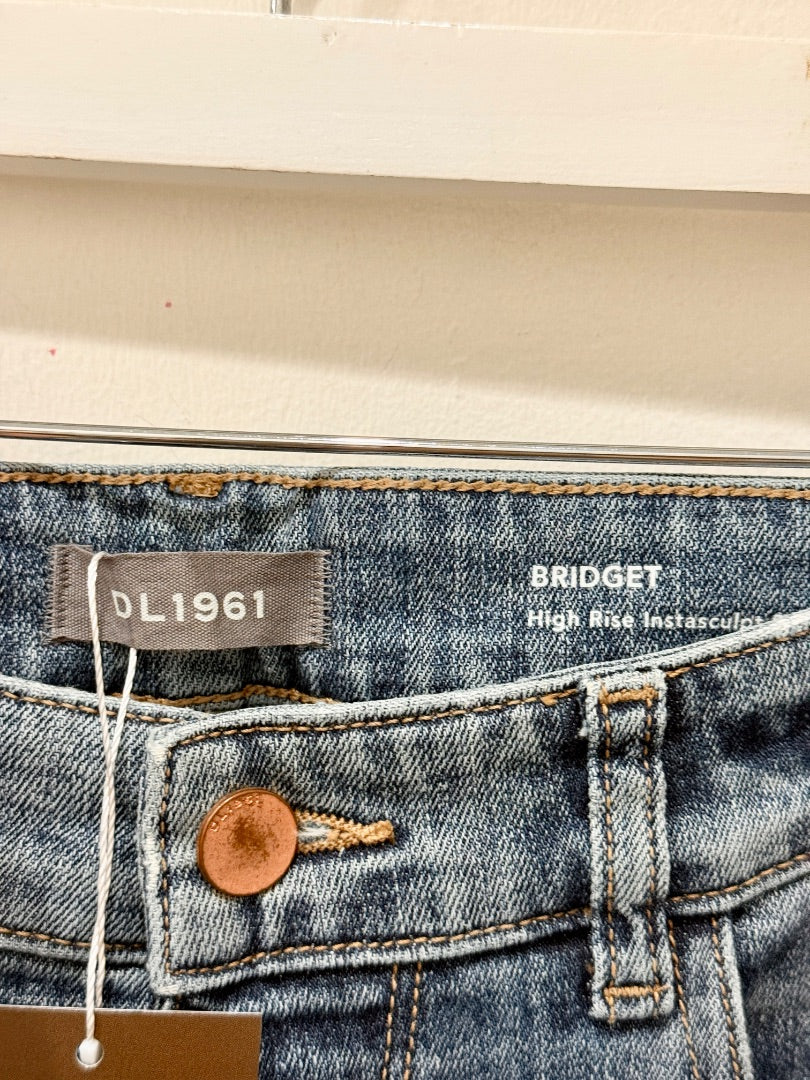 DL1961
BRIDGET
High Rise Instasculpt